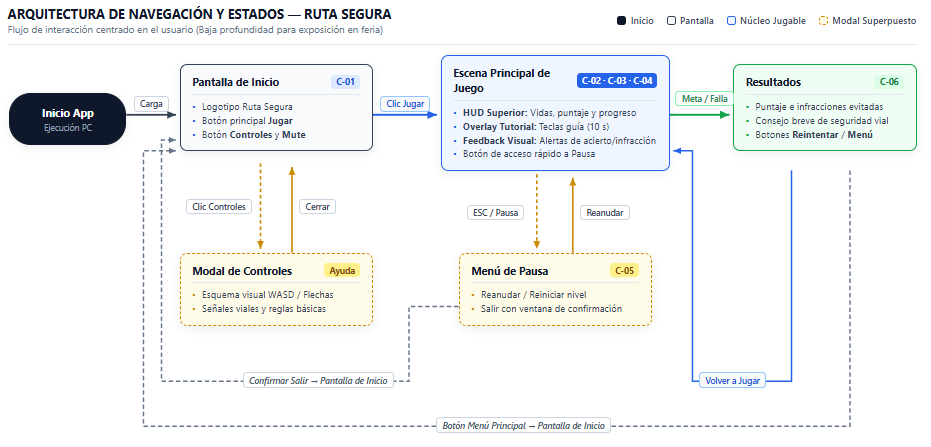 ARQUITECTURA DE NAVEGACIÓN Y ESTADOS — RUTA SEGURA
Flujo de interacción centrado en el usuario (Baja profundidad para exposición en feria)
Inicio
Pantalla
Núcleo Jugable
Modal Superpuesto
Inicio App
Ejecución PC
Carga
Pantalla de Inicio
C-01
• Logotipo Ruta Segura
• Botón principal Jugar
• Botón Controles y Mute
Clic Jugar
Escena Principal de
Juego
C-02 · C-03 · C-04
• HUD Superior: Vidas, puntaje y progreso
• Overlay Tutorial: Teclas guía (10 s)
• Feedback Visual: Alertas de acierto/infracción
• Botón de acceso rápido a Pausa
Meta / Falla
Resultados
C-06
• Puntaje e infracciones evitadas
• Consejo breve de seguridad vial
• Botones Reintentar / Menú
Clic Controles
Cerrar
ESC / Pausa
Reanudar
Modal de Controles
Ayuda
• Esquema visual WASD / Flechas
• Señales viales y reglas básicas
Menú de Pausa
C-05
• Reanudar / Reiniciar nivel
• Salir con ventana de confirmación
Confirmar Salir → Pantalla de Inicio
Volver a Jugar
Botón Menú Principal → Pantalla de Inicio